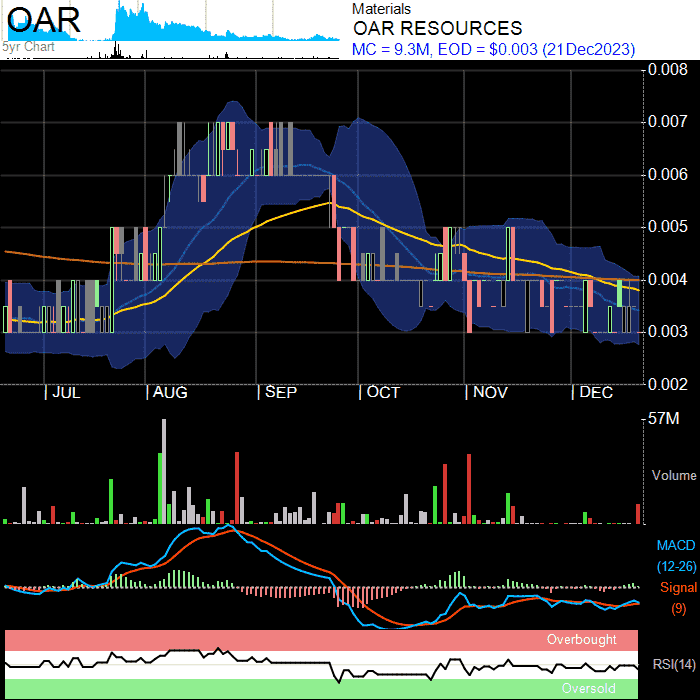 OAR
5yr Chart
Materials
OAR RESOURCES
MC = 9.3M, EOD = $0.003 (21Dec2023)
0.008
0.007
0.006
0.005
0.004
0.003
0.002
JUL AUG SEP OCT NOV DEC
57M
Volume
MACD
(12-26)
Signal
(9)
Overbought
RSI(14)
Oversold